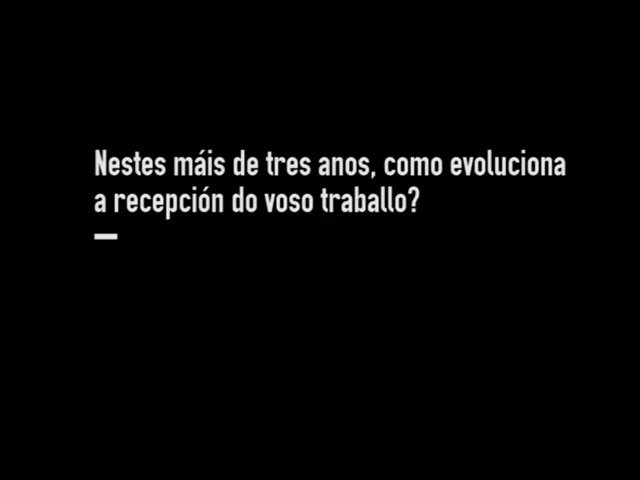 Nestes máis de tres anos, como evoluciona
a recepción do voso traballo?